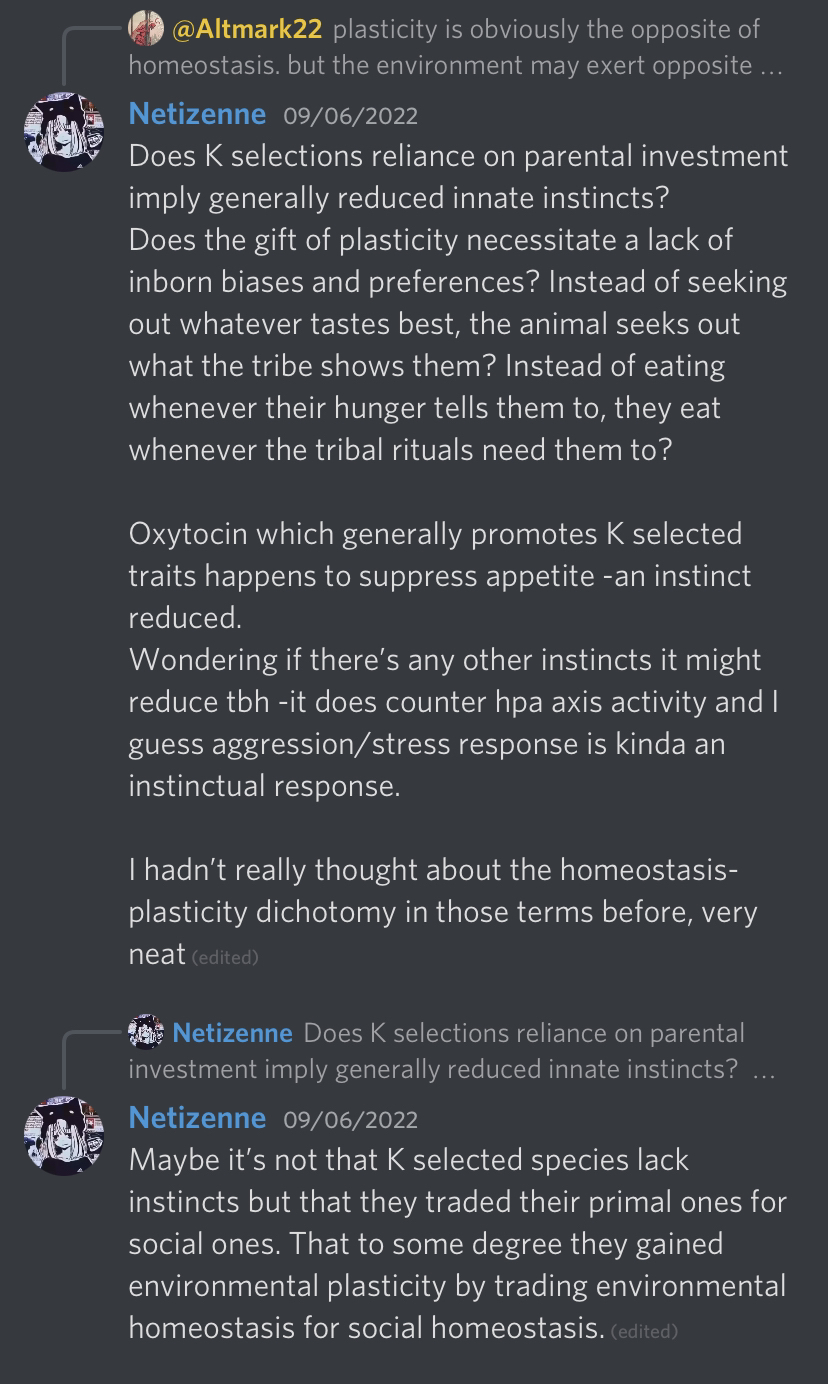 @Altmark22 plasticity is obviously the opposite of
homeostasis. but the environment may exert opposite ...
Netizenne 09/06/2022
Does K selections reliance on parental investment
imply generally reduced innate instincts?
Does the gift of plasticity necessitate a lack of
inborn biases and preferences? Instead of seeking
out whatever tastes best, the animal seeks out
what the tribe shows them? Instead of eating
whenever their hunger tells them to, they eat
whenever the tribal rituals need them to?
Oxytocin which generally promotes K selected
traits happens to suppress appetite -an instinct
reduced.
Wondering if there's any other instincts it might
reduce tbh -it does counter hpa axis activity and I
guess aggression/stress response is kinda an
instinctual response.
I hadn't really thought about the homeostasis-
plasticity dichotomy in those terms before, very
neat (edited)
Netizenne Does K selections reliance on parental
investment imply generally reduced innate instincts? ...
Netizenne 09/06/2022
Maybe it's not that K selected species lack
instincts but that they traded their primal ones for
social ones. That to some degree they gained
environmental plasticity by trading environmental
homeostasis for social homeostasis. (edited)